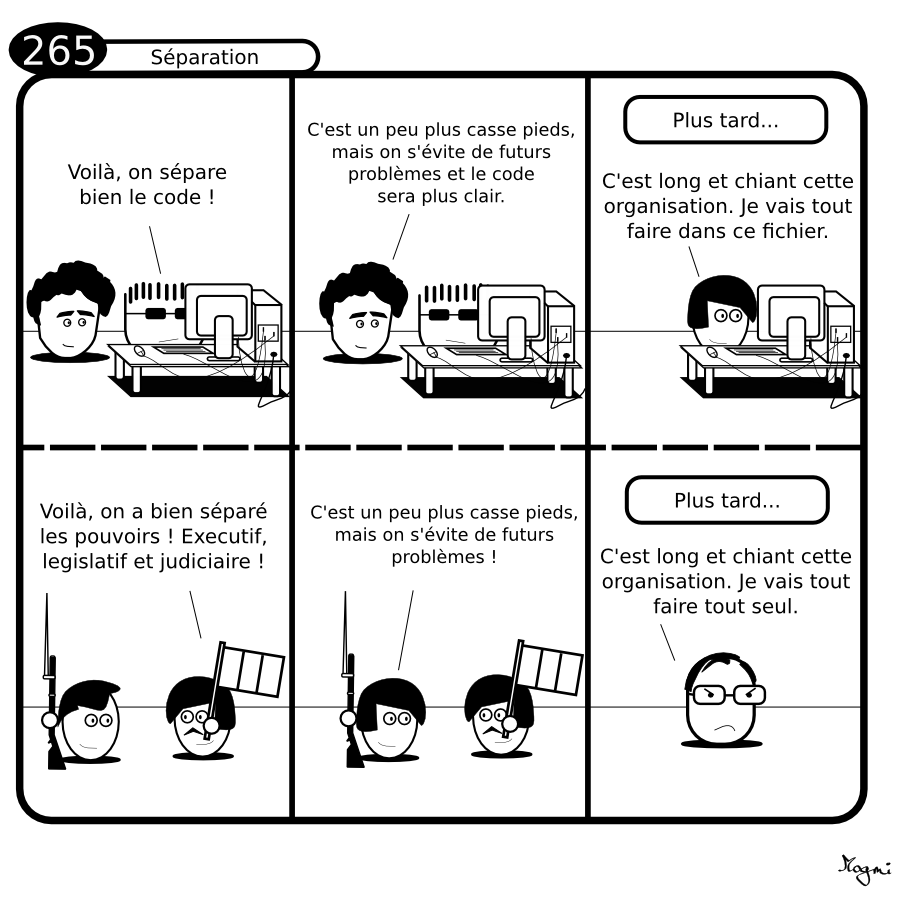 265
Séparation
Voilà, on sépare
bien le code !
C'est un peu plus casse pieds,
mais on s'évite de futurs
problèmes et le code
sera plus clair.
Plus tard...
C'est long et chiant cette
organisation. Je vais tout
faire dans ce fichier.
Voilà, on a bien séparé
les pouvoirs ! Executif,
legislatif et judiciaire !
C'est un peu plus casse pieds,
mais on s'évite de futurs
problèmes !
Plus tard...
C'est long et chiant cette
organisation. Je vais tout
faire tout seul.
Mogmi